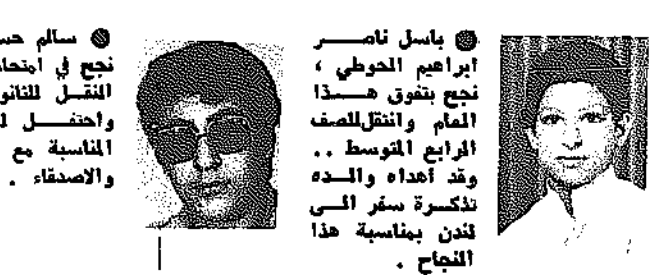 ● باسل ناصر
ابراهيم الحوطي ،
نجح بتفوق هذا
العام وانتقل للصف
الرابع المتوسط ..
وقد أهداه والده
تذكرة سفر الى
لندن بمناسبة هذا
النجاح .
● سالم حس
نجح في امتحا
النقل للثانو
واحتفل ل
المناسبة مع
والاصدقاء .